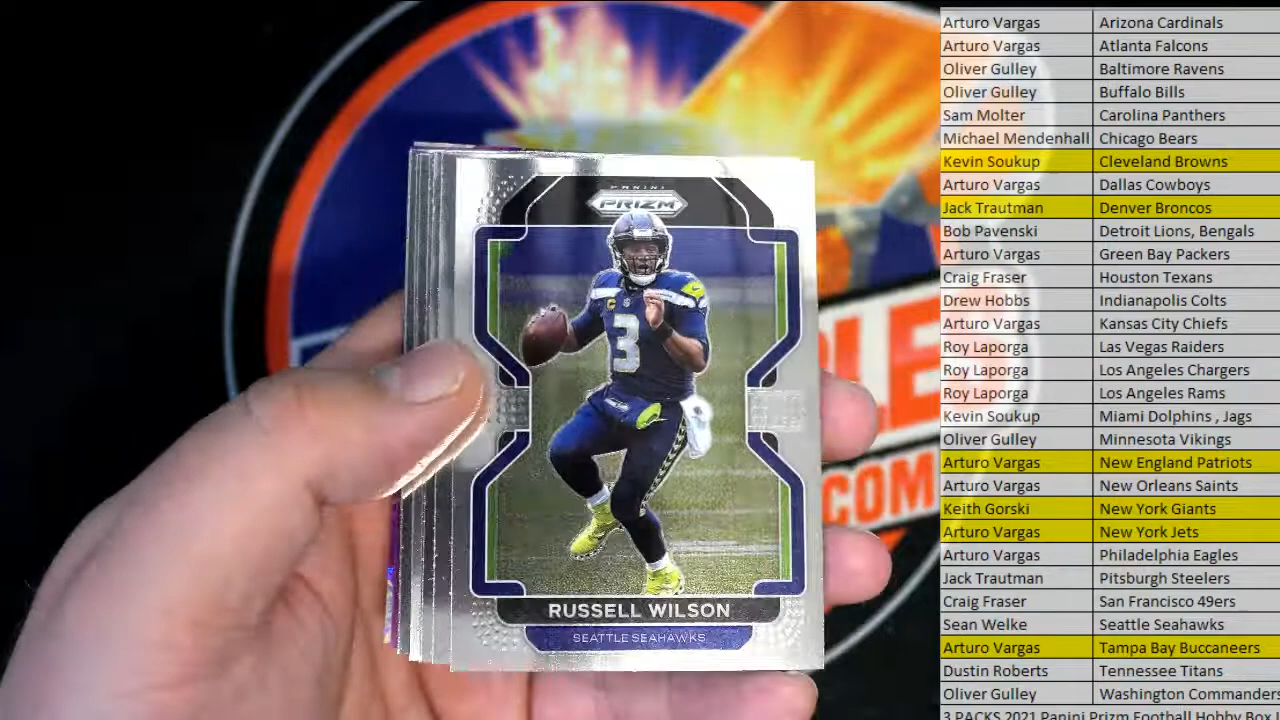 PANINI
PRIZM
3
RUSSELL WILSON
SEATTLE SEAHAWKS
COM
Arturo Vargas Arizona Cardinals
Arturo Vargas Atlanta Falcons
Oliver Gulley Baltimore Ravens
Oliver Gulley Buffalo Bills
Sam Molter Carolina Panthers
Michael Mendenhall Chicago Bears
Kevin Soukup Cleveland Browns
Arturo Vargas Dallas Cowboys
Jack Trautman Denver Broncos
Bob Pavenski Detroit Lions, Bengals
Arturo Vargas Green Bay Packers
Craig Fraser Houston Texans
Drew Hobbs Indianapolis Colts
Arturo Vargas Kansas City Chiefs
Roy Laporga Las Vegas Raiders
Roy Laporga Los Angeles Chargers
Roy Laporga Los Angeles Rams
Kevin Soukup Miami Dolphins , Jags
Oliver Gulley Minnesota Vikings
Arturo Vargas New England Patriots
Arturo Vargas New Orleans Saints
Keith Gorski New York Giants
Arturo Vargas New York Jets
Arturo Vargas Philadelphia Eagles
Jack Trautman Pitsburgh Steelers
Craig Fraser San Francisco 49ers
Sean Welke Seattle Seahawks
Arturo Vargas Tampa Bay Buccaneers
Dustin Roberts Tennessee Titans
Oliver Gulley Washington Commanders
3 PACKS 2021 Panini Prizm Football Hobby Box